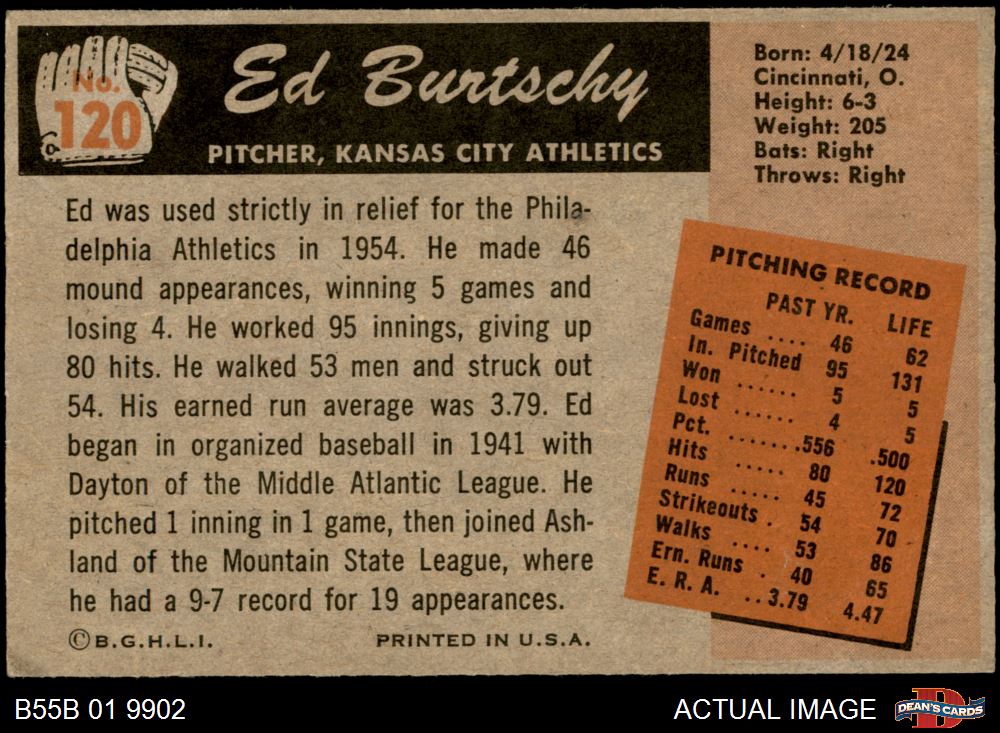 No.
120
Ed Burtschy
PITCHER, KANSAS CITY ATHLETICS
Born: 4/18/24
Cincinnati, O.
Height: 6-3
Weight: 205
Bats: Right
Throws: Right
Ed was used strictly in relief for the Phila-
delphia Athletics in 1954. He made 46
mound appearances, winning 5 games and
losing 4. He worked 95 innings, giving up
80 hits. He walked 53 men and struck out
54. His earned run average was 3.79. Ed
began in organized baseball in 1941 with
Dayton of the Middle Atlantic League. He
pitched 1 inning in 1 game, then joined Ash-
land of the Mountain State League, where
he had a 9-7 record for 19 appearances.
©B.G.H.L.I. PRINTED IN U.S.A.
PITCHING RECORD
PAST YR. LIFE
Games .... 46 62
In. Pitched 95 131
Won ...... 5 5
Lost ...... 4 5
Pct. ...... .556 .500
Hits ..... 80 120
Runs ..... 45 72
Strikeouts . 54 70
Walks .... 53 86
Ern. Runs . 40 65
E. R. A. .. 3.79 4.47
B55B 01 9902 ACTUAL IMAGE
D
DEAN'S CARDS